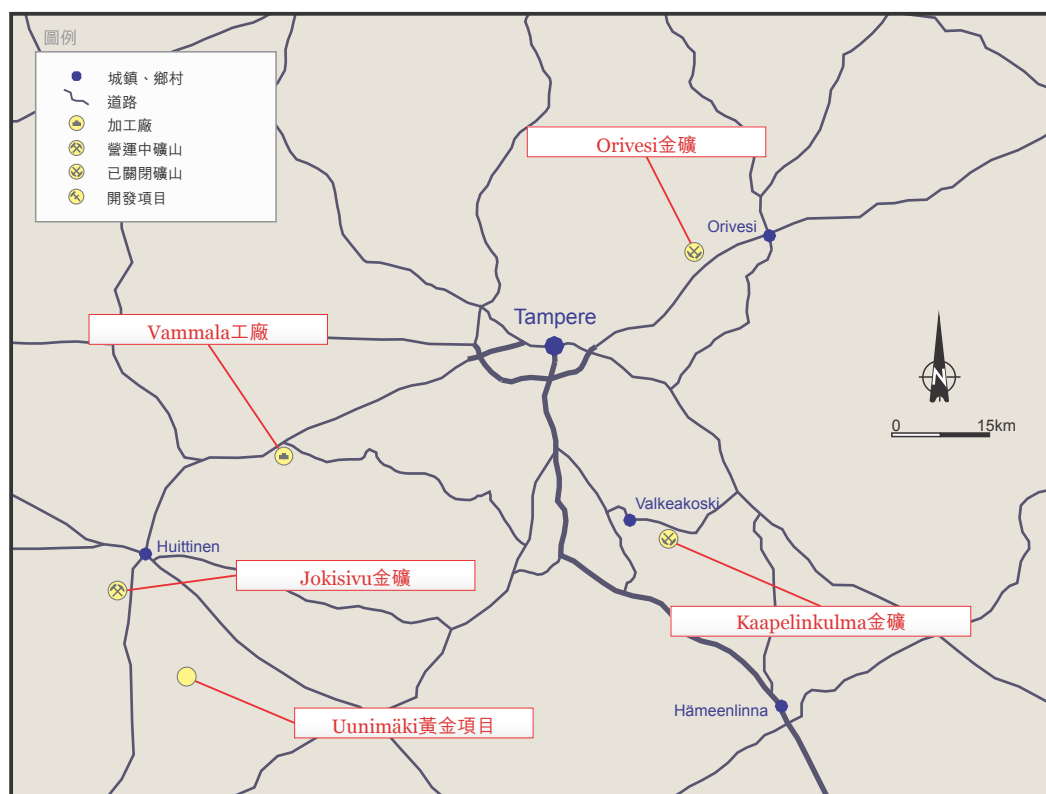 圖例
城鎮、鄉村
道路
加工廠
營運中礦山
已關閉礦山
開發項目
Orivesi金礦
Orivesi
Tampere
Vammala工廠
N
0 15km
Valkeakoski
Huittinen
Jokisivu金礦
Kaapelinkulma金礦
Hämeenlinna
Uunimäki黃金項目